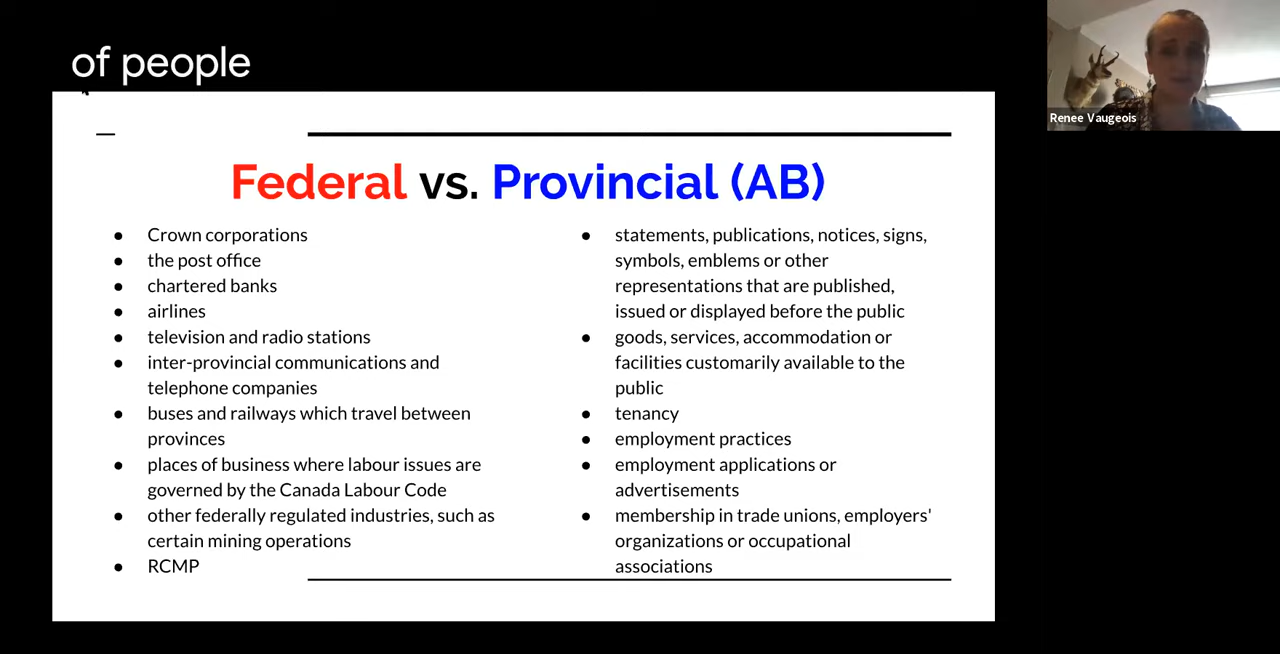 of people
Renee Vaugeois
Federal vs. Provincial (AB)
● Crown corporations
● the post office
● chartered banks
● airlines
● television and radio stations
● inter-provincial communications and
telephone companies
● buses and railways which travel between
provinces
● places of business where labour issues are
governed by the Canada Labour Code
● other federally regulated industries, such as
certain mining operations
● RCMP
● statements, publications, notices, signs,
symbols, emblems or other
representations that are published,
issued or displayed before the public
● goods, services, accommodation or
facilities customarily available to the
public
● tenancy
● employment practices
● employment applications or
advertisements
● membership in trade unions, employers'
organizations or occupational
associations